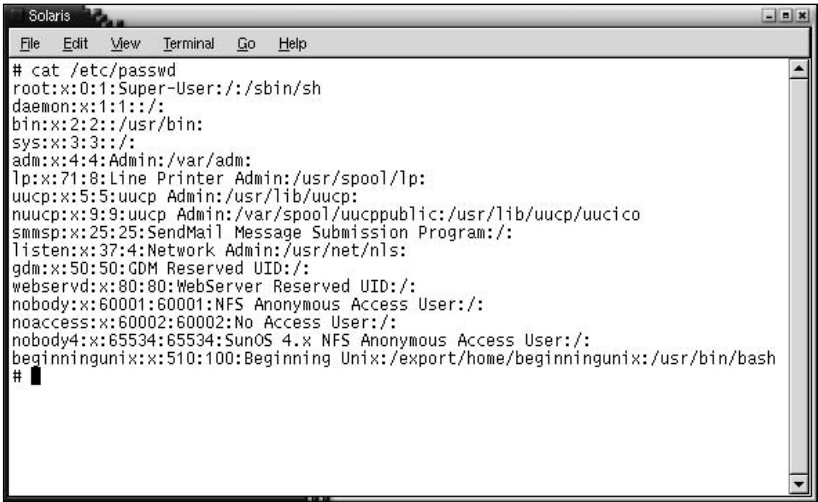 Solaris
File Edit View Terminal Go Help
# cat /etc/passwd
root:x:0:1:Super-User:/:/sbin/sh
daemon:x:1:1::/:
bin:x:2:2::/usr/bin:
sys:x:3:3::/:
adm:x:4:4:Admin:/var/adm:
lp:x:71:8:Line Printer Admin:/usr/spool/lp:
uucp:x:5:5:uucp Admin:/usr/lib/uucp:
nuucp:x:9:9:uucp Admin:/var/spool/uucppublic:/usr/lib/uucp/uucico
smmsp:x:25:25:SendMail Message Submission Program:/:
listen:x:37:4:Network Admin:/usr/net/nls:
gdm:x:50:50:GDM Reserved UID:/:
webservd:x:80:80:WebServer Reserved UID:/:
nobody:x:60001:60001:NFS Anonymous Access User:/:
noaccess:x:60002:60002:No Access User:/:
nobody4:x:65534:65534:SunOS 4.x NFS Anonymous Access User:/:
beginningunix:x:510:100:Beginning Unix:/export/home/beginningunix:/usr/bin/bash
#